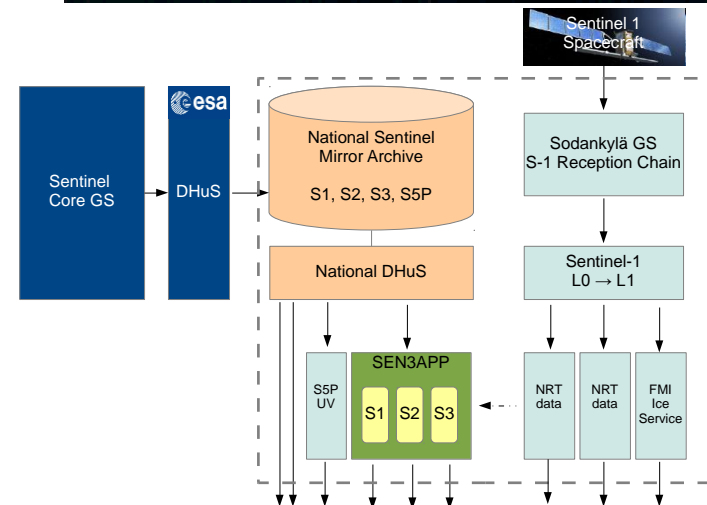 Sentinel 1
Spacecraft
esa
Sentinel
Core GS
DHuS
National Sentinel
Mirror Archive
S1, S2, S3, S5P
National DHuS
Sodankylä GS
S-1 Reception Chain
Sentinel-1
L0 → L1
S5P
UV
SEN3APP
S1
S2
S3
NRT
data
NRT
data
FMI
Ice
Service